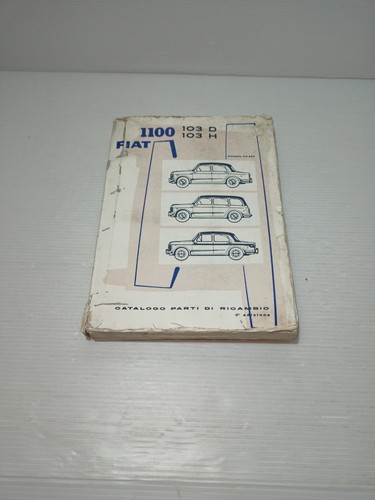 1100 103 D
103 H
FIAT
CATALOGO PARTI DI RICAMBIO